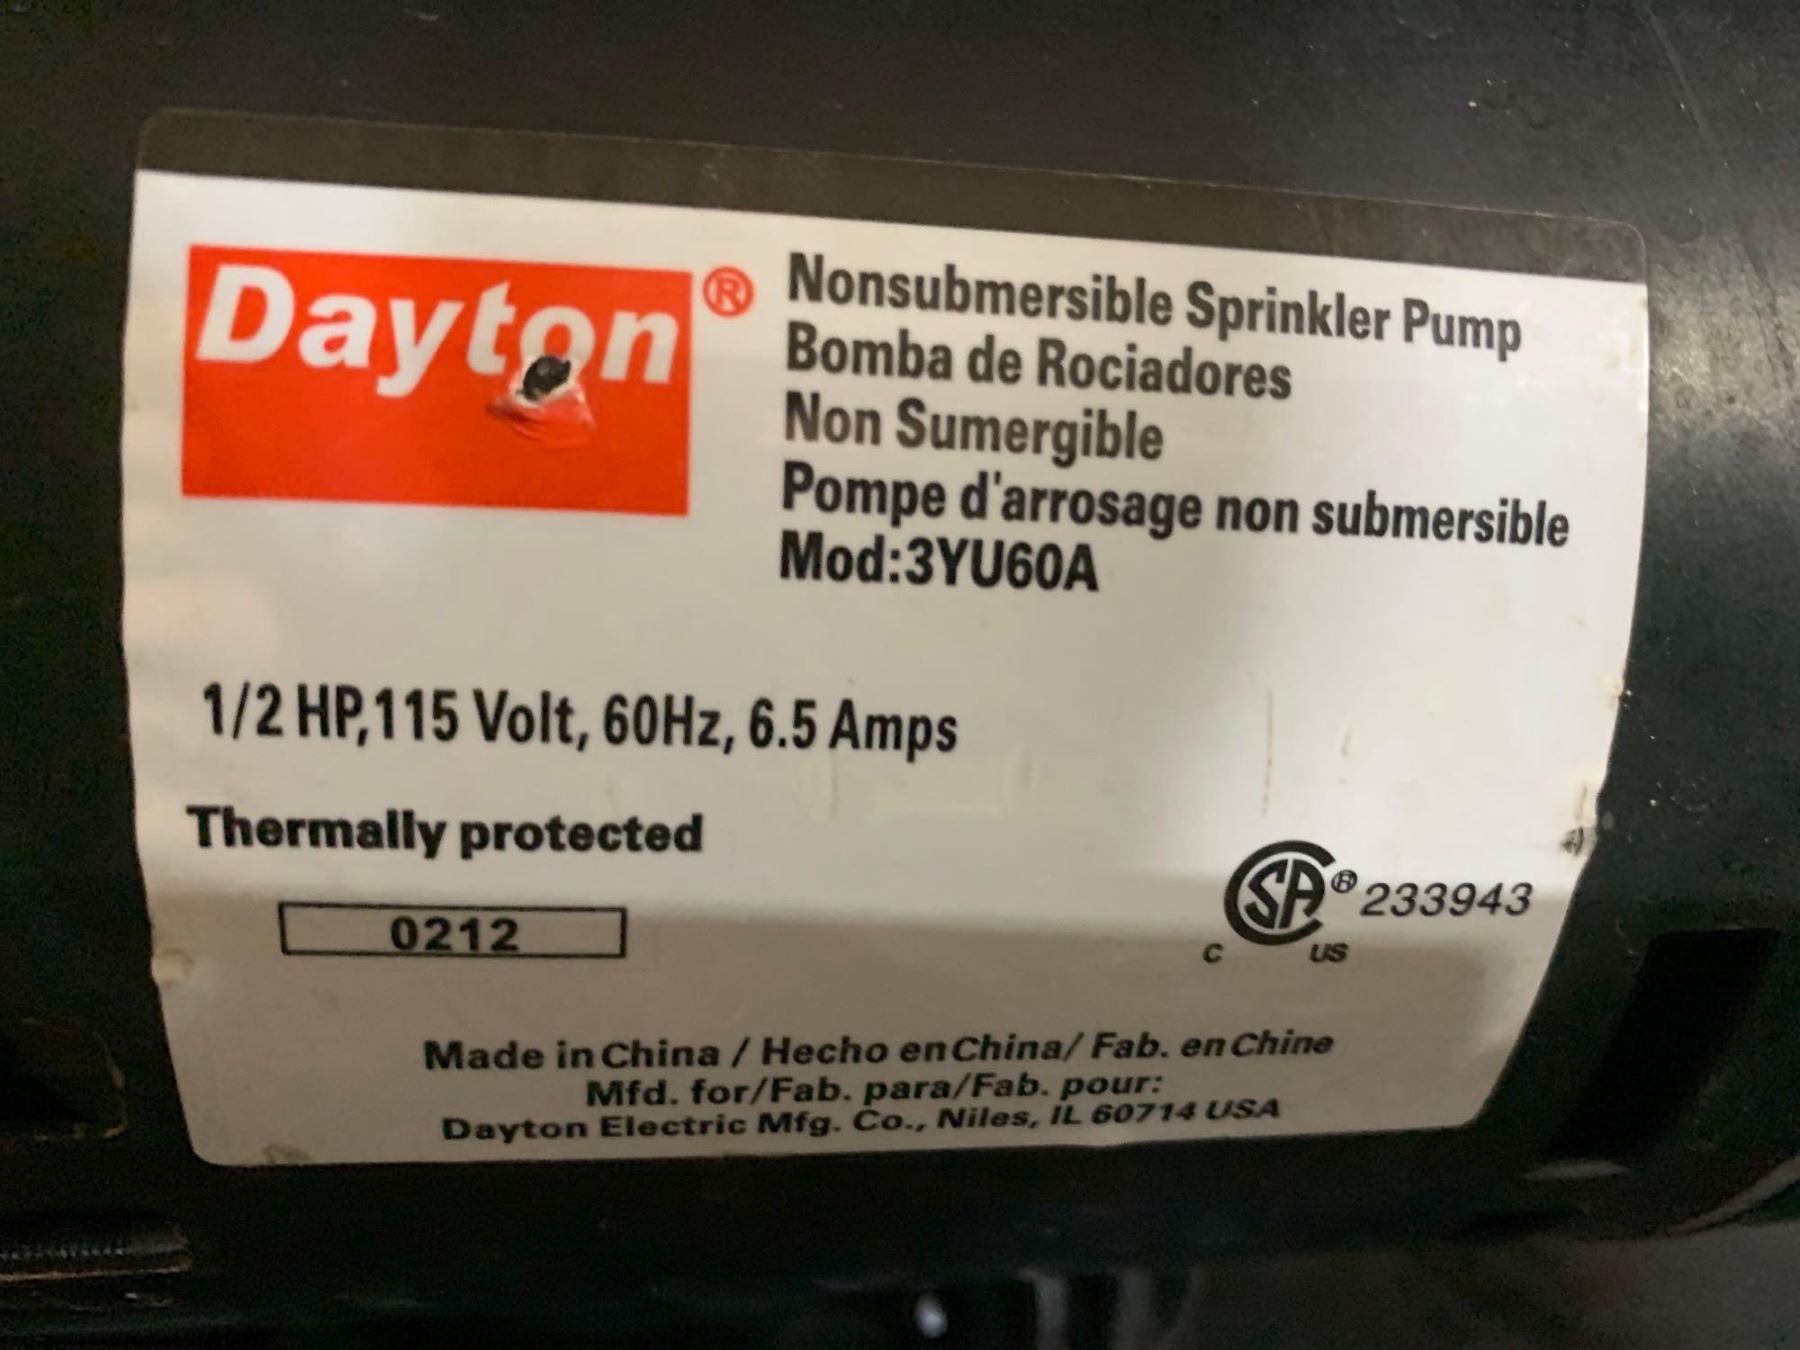 Dayton®
Nonsubmersible Sprinkler Pump
Bomba de Rociadores
Non Sumergible
Pompe d'arrosage non submersible
Mod:3YU60A
1/2 HP,115 Volt, 60Hz, 6.5 Amps
Thermally protected
0212
SA® 233943
C US
Made in China / Hecho en China/ Fab. en Chine
Mfd. for/Fab. para/Fab. pour:
Dayton Electric Mfg. Co., Niles, IL 60714 USA